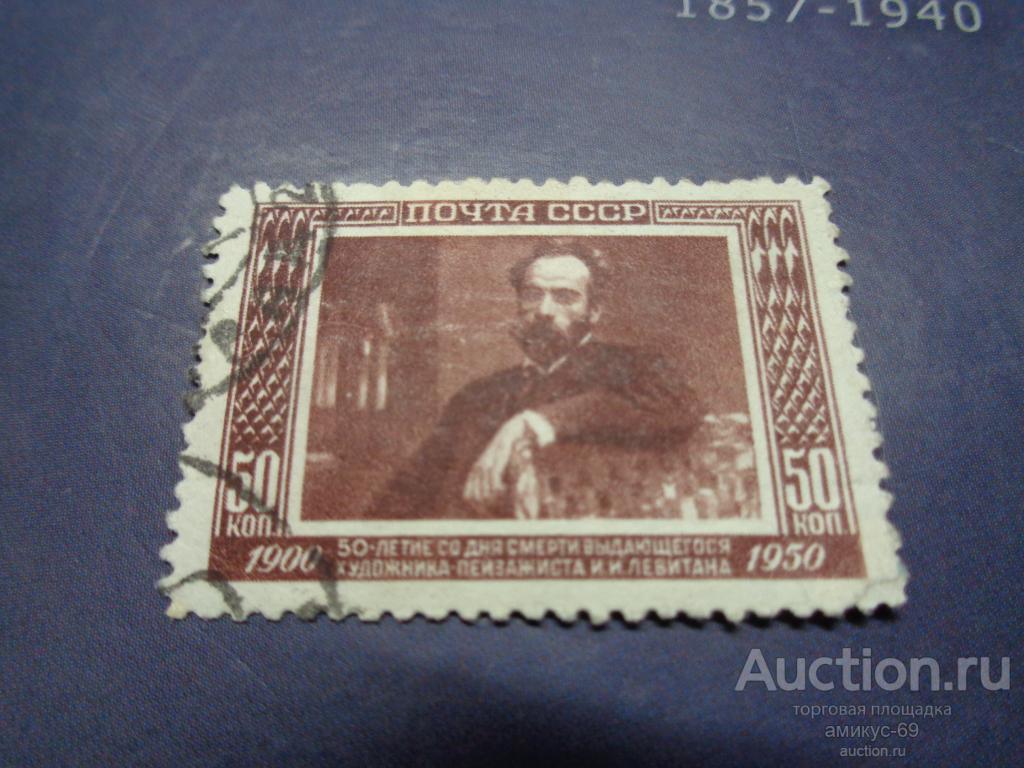 1857-1940
ПОЧТА СССР
50 КОП 50 КОП
1900 50-ЛЕТИЕ СО ДНЯ СМЕРТИ ВЫДАЮЩЕГОСЯ 1950
ХУДОЖНИКА-ПЕЙЗАЖИСТА И.И.ЛЕВИТАНА
Auction.ru
торговая площадка
амикус-69
auction.ru